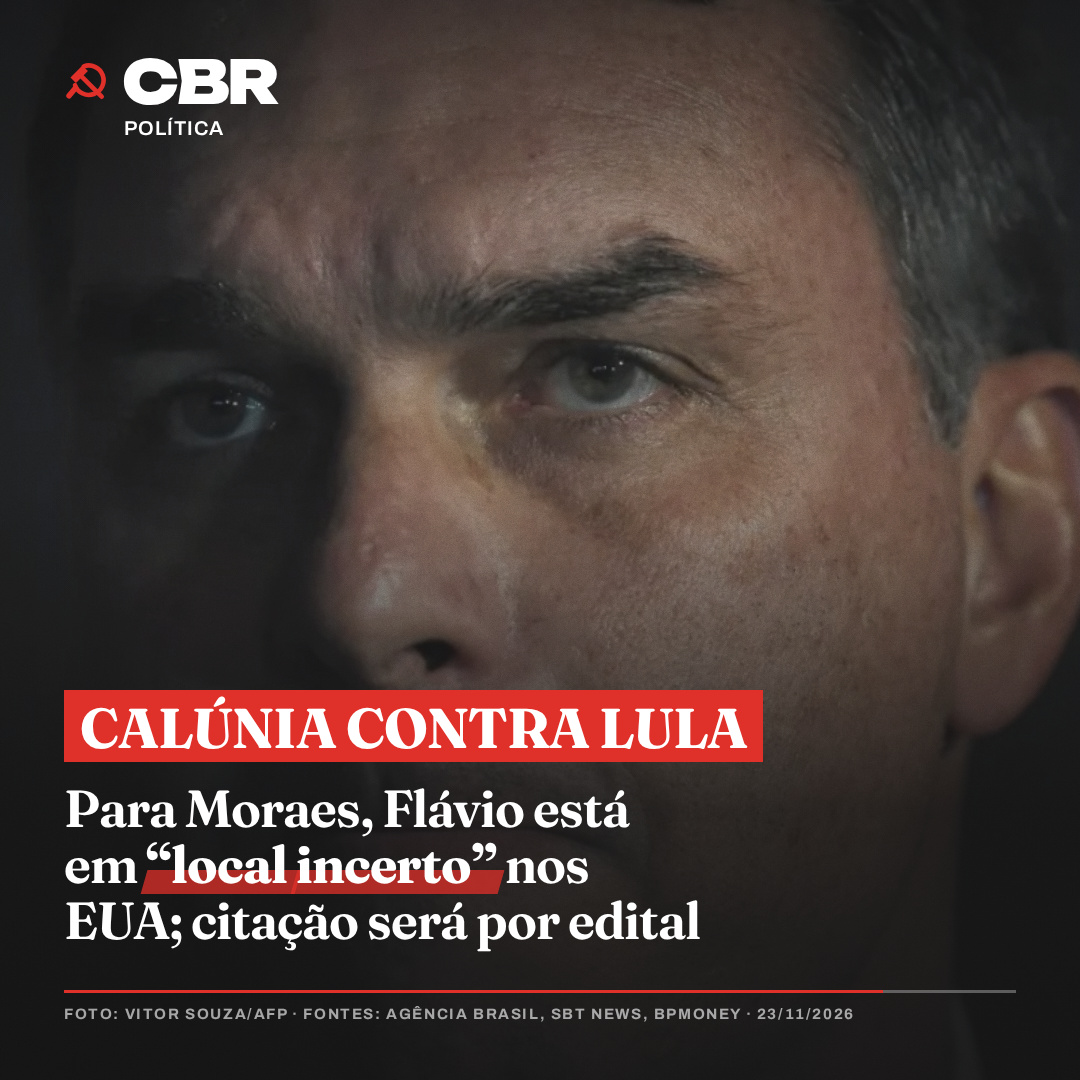 CBR
POLÍTICA
CALÚNIA CONTRA LULA
Para Moraes, Flávio está
em “local incerto” nos
EUA; citação será por edital
FOTO: VITOR SOUZA/AFP · FONTES: AGÊNCIA BRASIL, SBT NEWS, BPMONEY · 23/11/2026